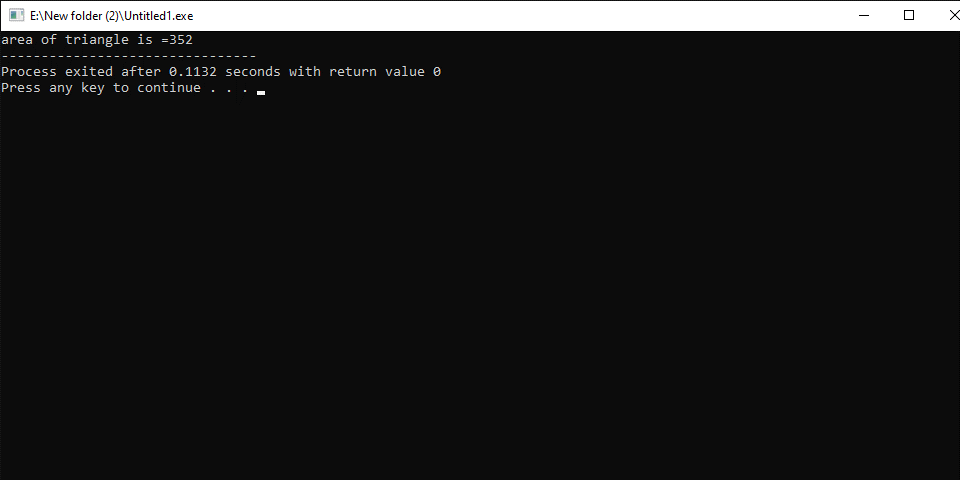 E:\New folder (2)\Untitled1.exe
area of triangle is =352
--------------------------------
Process exited after 0.1132 seconds with return value 0
Press any key to continue . . .